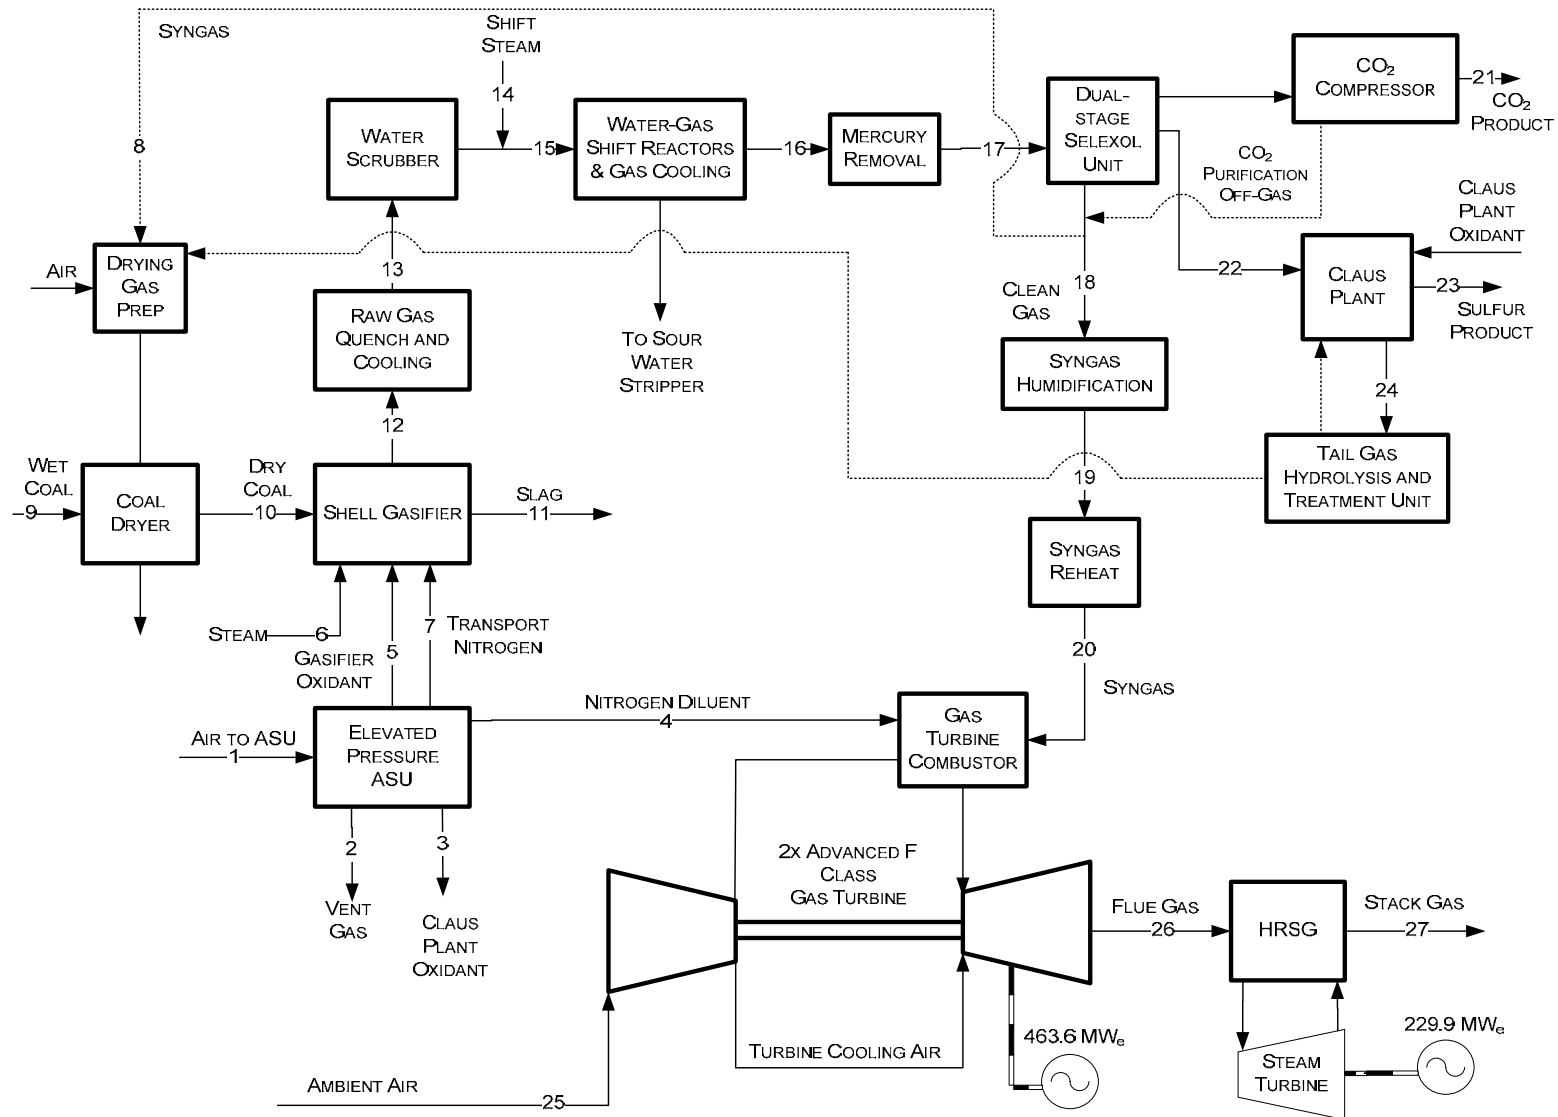 SYNGAS
8
SHIFT
STEAM
14
WATER
SCRUBBER
15
WATER-GAS
SHIFT REACTORS
& GAS COOLING
16
MERCURY
REMOVAL
17
DUAL-
STAGE
SELEXOL
UNIT
CO2
COMPRESSOR
21
CO2
PRODUCT
CO2
PURIFICATION
OFF-GAS
CLAUS
PLANT
OXIDANT
22
CLAUS
PLANT
23
SULFUR
PRODUCT
24
TAIL GAS
HYDROLYSIS AND
TREATMENT UNIT
AIR
DRYING
GAS
PREP
13
RAW GAS
QUENCH AND
COOLING
12
TO SOUR
WATER
STRIPPER
CLEAN
GAS
18
SYNGAS
HUMIDIFICATION
19
SYNGAS
REHEAT
20
SYNGAS
WET
COAL
9
COAL
DRYER
DRY
COAL
10
SHELL GASIFIER
SLAG
11
STEAM
6
GASIFIER
OXIDANT
5
7
TRANSPORT
NITROGEN
AIR TO ASU
1
ELEVATED
PRESSURE
ASU
NITROGEN DILUENT
4
GAS
TURBINE
COMBUSTOR
2
VENT
GAS
3
CLAUS
PLANT
OXIDANT
2X ADVANCED F
CLASS
GAS TURBINE
TURBINE COOLING AIR
AMBIENT AIR
25
463.6 MWe
FLUE GAS
26
HRSG
STACK GAS
27
STEAM
TURBINE
229.9 MWe